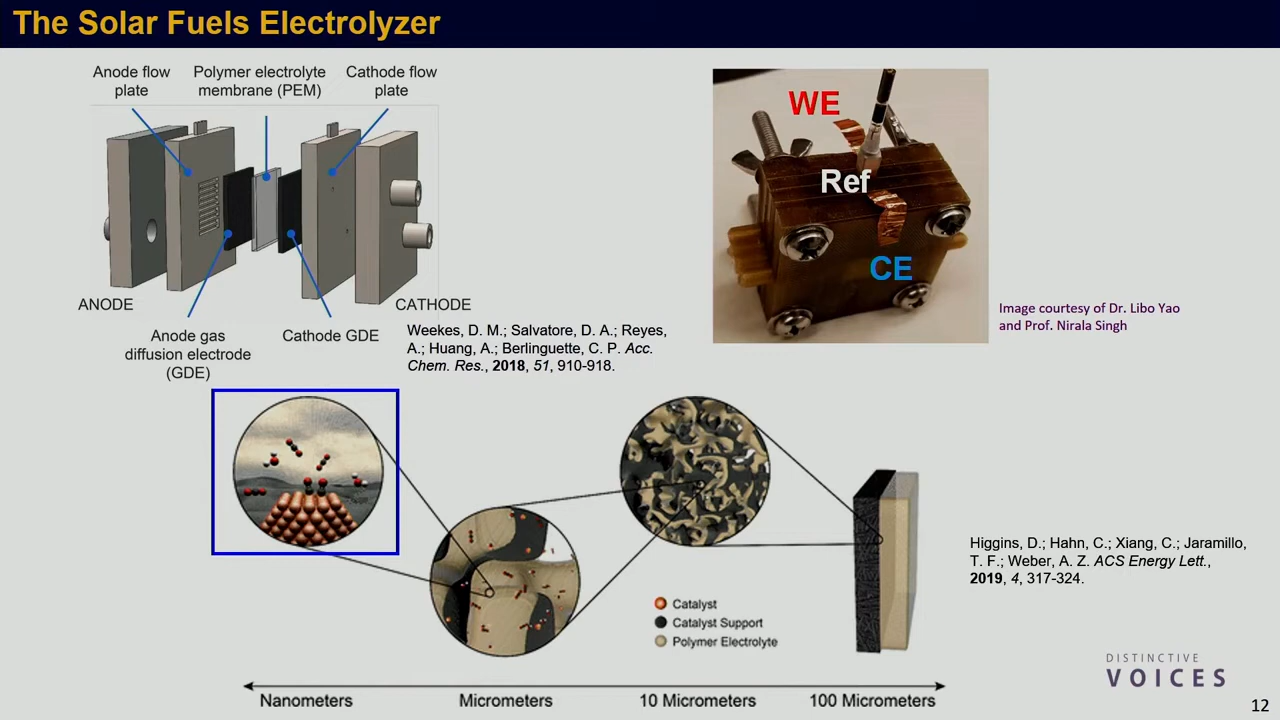 The Solar Fuels Electrolyzer
Anode flow
plate
Polymer electrolyte
membrane (PEM)
Cathode flow
plate
ANODE
CATHODE
Anode gas
diffusion electrode
(GDE)
Cathode GDE
Weekes, D. M.; Salvatore, D. A.; Reyes,
A.; Huang, A.; Berlinguette, C. P. Acc.
Chem. Res., 2018, 51, 910-918.
WE
Ref
CE
Image courtesy of Dr. Libo Yao
and Prof. Nirala Singh
Catalyst
Catalyst Support
Polymer Electrolyte
Higgins, D.; Hahn, C.; Xiang, C.; Jaramillo,
T. F.; Weber, A. Z. ACS Energy Lett.,
2019, 4, 317-324.
Nanometers
Micrometers
10 Micrometers
100 Micrometers
DISTINCTIVE
VOICES
12